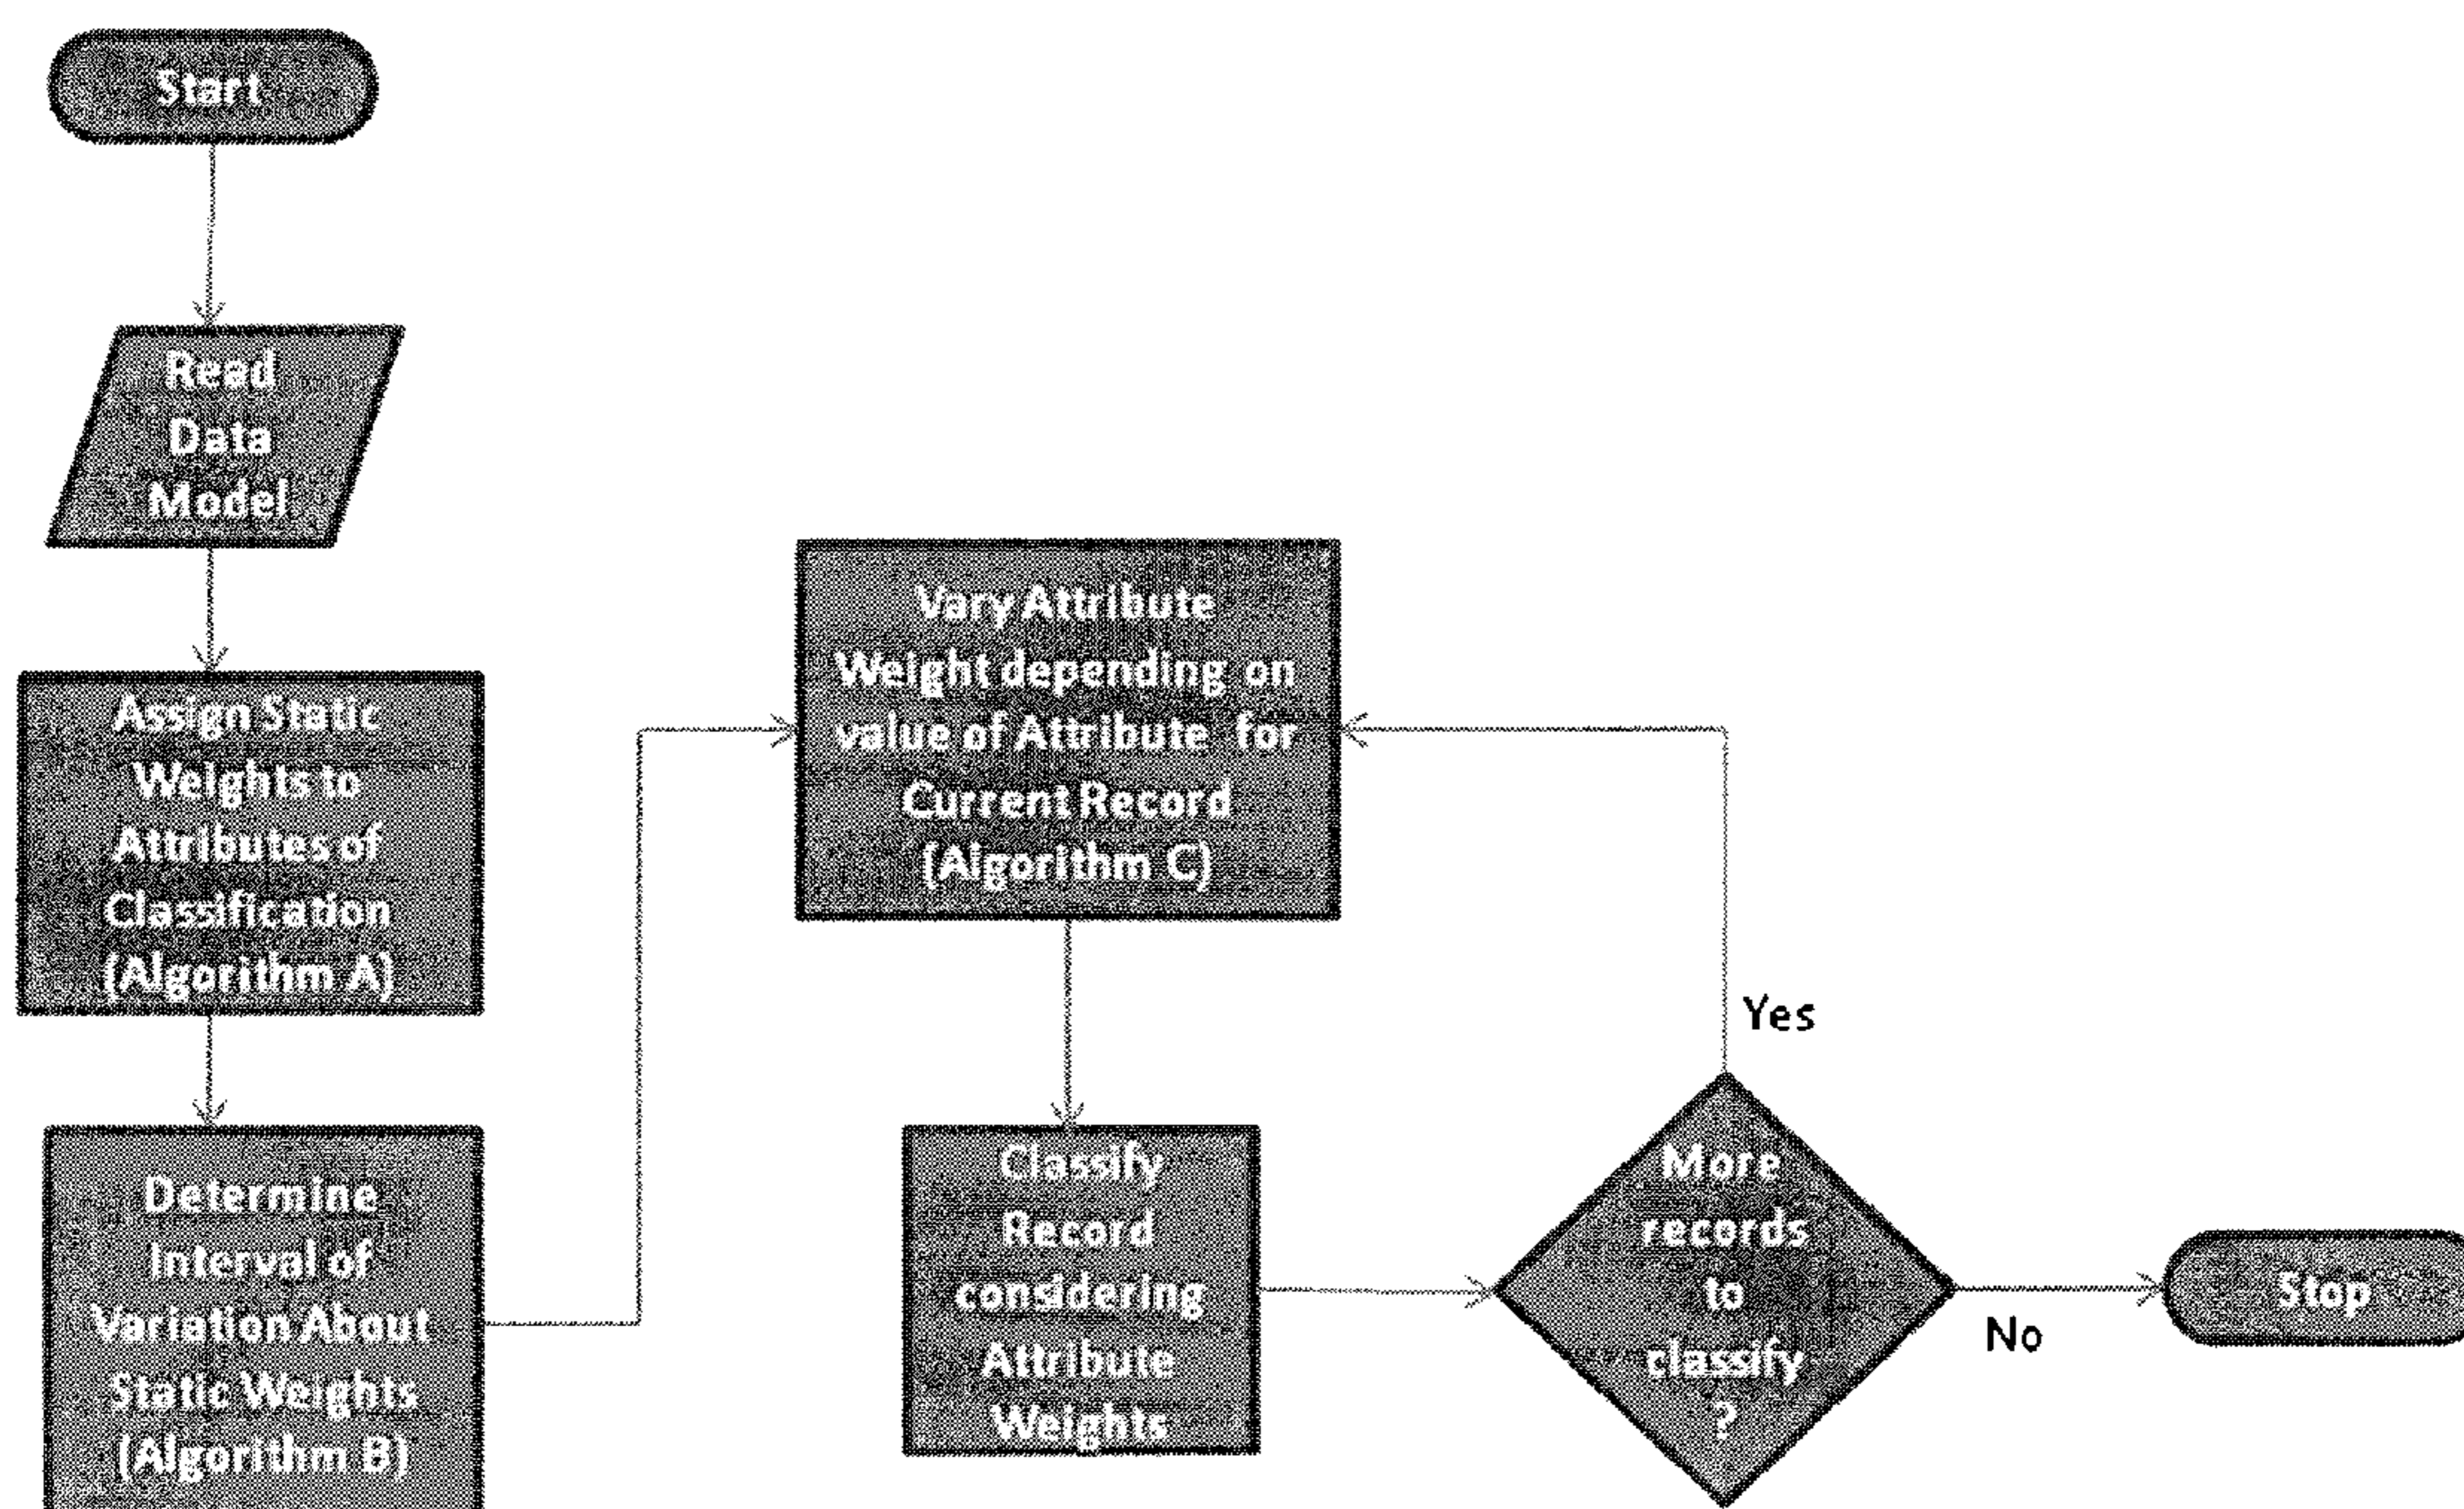 Start
Read
Data
Model
Assign Static
Weights to
Attributes of
Classification
(Algorithm A)
Determine
Interval of
Variation About
Static Weights
(Algorithm B)
Vary Attribute
Weight depending on
value of Attribute for
Current Record
(Algorithm C)
Classify
Record
considering
Attribute
Weights
More
records
to
classify
?
Yes
No
Stop